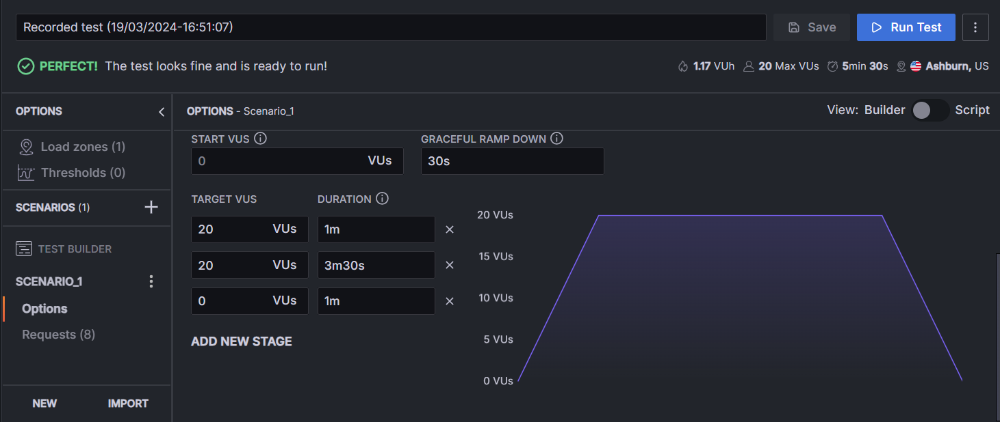 Recorded test (19/03/2024-16:51:07)
Save
Run Test
PERFECT! The test looks fine and is ready to run!
1.17 VUh
20 Max VUs
5min 30s
Ashburn, US
OPTIONS
Load zones (1)
Thresholds (0)
SCENARIOS (1)
TEST BUILDER
SCENARIO_1
Options
Requests (8)
NEW
IMPORT
OPTIONS - Scenario_1
View: Builder
Script
START VUS
GRACEFUL RAMP DOWN
0 VUs
30s
TARGET VUS
DURATION
20 VUs
1m
20 VUs
3m30s
0 VUs
1m
ADD NEW STAGE
20 VUs
15 VUs
10 VUs
5 VUs
0 VUs